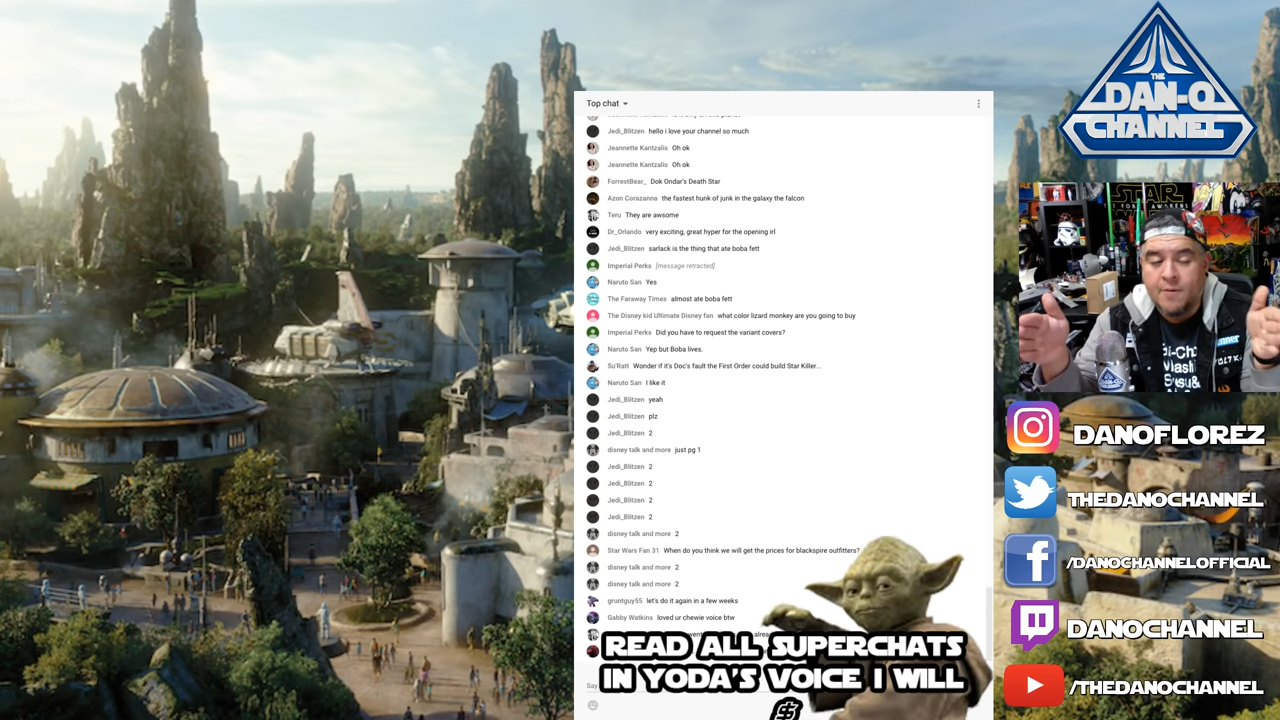 Top chat
Jedi_Blitzen hello i love your channel so much
Jeannette Kantzalis Oh ok
Jeannette Kantzalis Oh ok
ForrestBear_ Dok Ondar's Death Star
Azon Corazanna the fastest hunk of junk in the galaxy the falcon
Teru They are awsome
Dr_Orlando very exciting, great hyper for the opening irl
Jedi_Blitzen sarlack is the thing that ate boba fett
Imperial Perks [message retracted]
Naruto San Yes
The Faraway Times almost ate boba fett
The Disney kid Ultimate Disney fan what color lizard monkey are you going to buy
Imperial Perks Did you have to request the variant covers?
Naruto San Yep but Boba lives.
Su'Ratt Wonder if it's Doc's fault the First Order could build Star Killer...
Naruto San I like it
Jedi_Blitzen yeah
Jedi_Blitzen plz
Jedi_Blitzen 2
disney talk and more just pg 1
Jedi_Blitzen 2
Jedi_Blitzen 2
Jedi_Blitzen 2
Jedi_Blitzen 2
disney talk and more 2
Star Wars Fan 31 When do you think we will get the prices for blackspire outfitters?
disney talk and more 2
disney talk and more 2
gruntguy55 let's do it again in a few weeks
Gabby Watkins loved ur chewie voice btw
READ ALL SUPERCHATS
IN YODA'S VOICE I WILL
$
Say
THE
DAN-O
CHANNEL
STAR
WARS
DANOFLOREZ
THEDANOCHANNEL
/DANOCHANNELOFFICIAL
DANOCHANNEL
/THEDANOCHANNEL